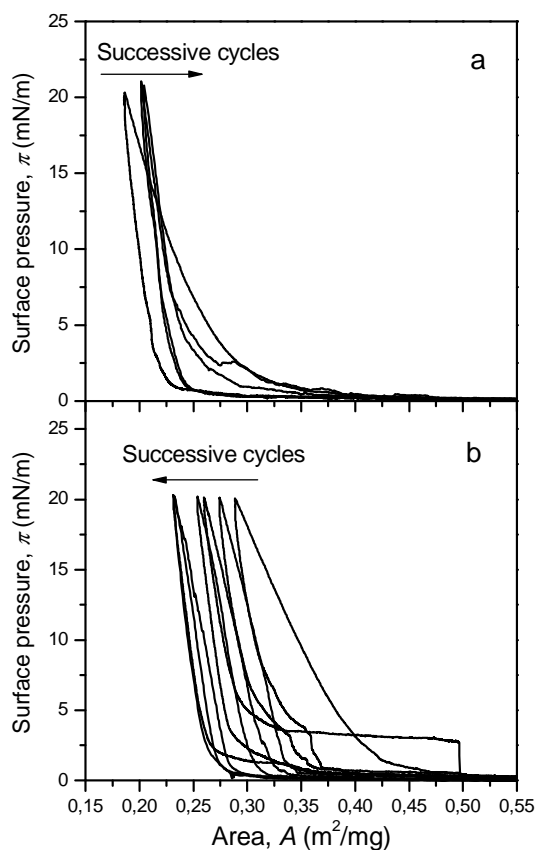 Successive cycles
a
Surface pressure, π (mN/m)
25
20
15
10
5
0
Successive cycles
b
Surface pressure, π (mN/m)
25
20
15
10
5
0
0,15 0,20 0,25 0,30 0,35 0,40 0,45 0,50 0,55
Area, A (m²/mg)